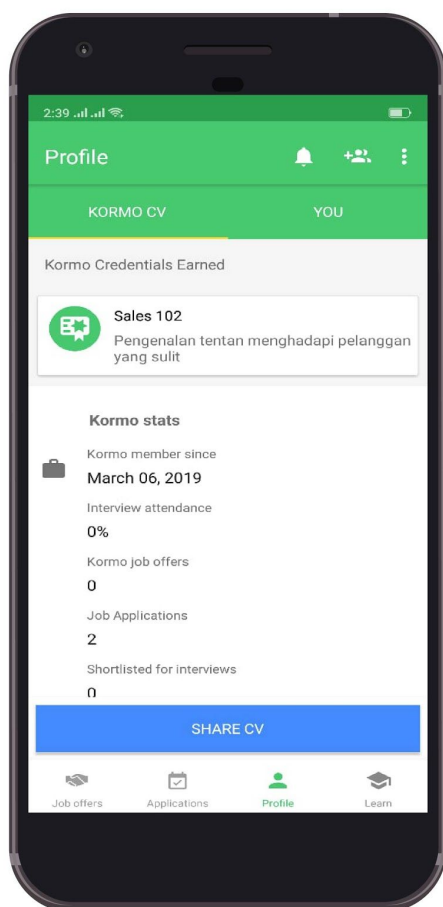 2:39
Profile
KORMO CV
YOU
Kormo Credentials Earned
Sales 102
Pengenalan tentan menghadapi pelanggan
yang sulit
Kormo stats
Kormo member since
March 06, 2019
Interview attendance
0%
Kormo job offers
0
Job Applications
2
Shortlisted for interviews
0
SHARE CV
Job offers
Applications
Profile
Learn